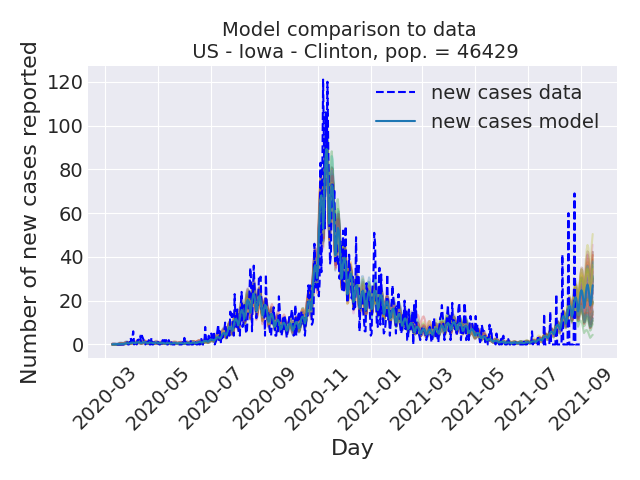 Model comparison to data
US - Iowa - Clinton, pop. = 46429
Number of new cases reported
120
100
80
60
40
20
0
new cases data
new cases model
2020-03
2020-05
2020-07
2020-09
2020-11
2021-01
2021-03
2021-05
2021-07
2021-09
Day